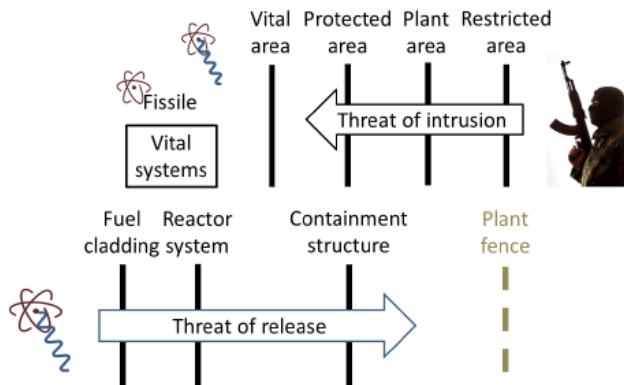 Vital Protected Plant Restricted
area area area area
Fissile
Threat of intrusion
Vital
systems
Fuel Reactor Containment Plant
cladding system structure fence
Threat of release